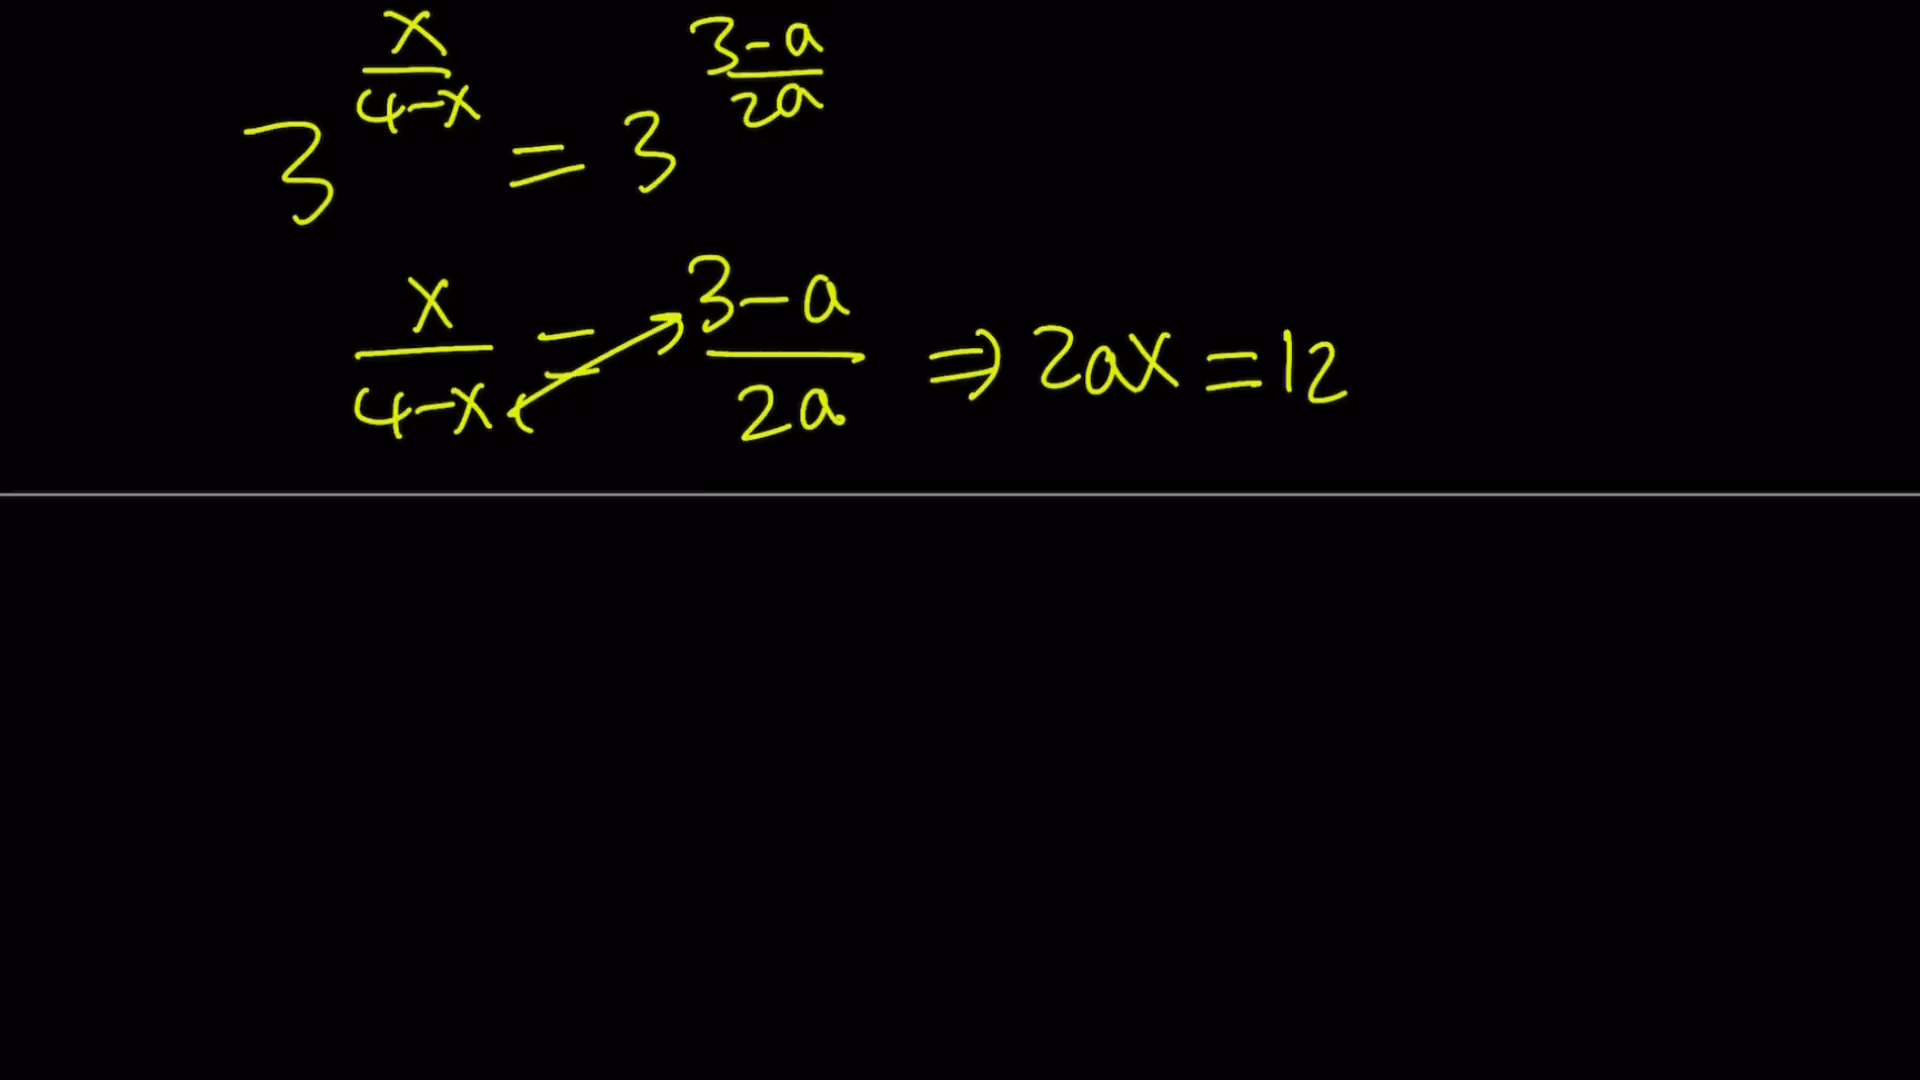 3^(x/(4-x)) = 3^((3-a)/(2a))
x/(4-x) = (3-a)/(2a) ⇒ 2ax = 12